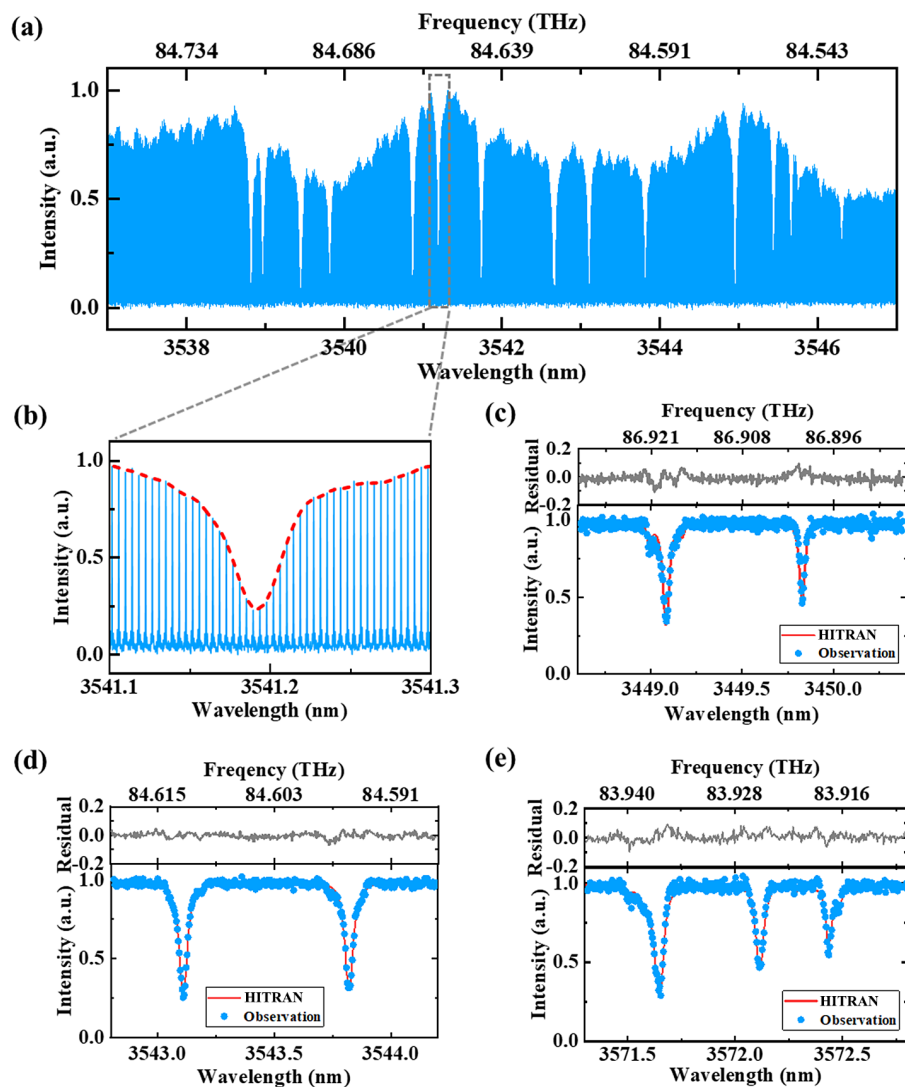 (a)
Frequency (THz)
84.734 84.686 84.639 84.591 84.543
1.0
0.5
0.0
Intensity (a.u.)
3538 3540 3542 3544 3546
Wavelength (nm)
(b)
1.0
0.5
0.0
Intensity (a.u.)
3541.1 3541.2 3541.3
Wavelength (nm)
(c)
Frequency (THz)
86.921 86.908 86.896
0.2
0.0
-0.2
Residual
1.0
0.5
0.0
Intensity (a.u.)
HITRAN
Observation
3449.0 3449.5 3450.0
Wavelength (nm)
(d)
Freqency (THz)
84.615 84.603 84.591
0.2
0.0
-0.2
Residual
1.0
0.5
0.0
Intensity (a.u.)
HITRAN
Observation
3543.0 3543.5 3544.0
Wavelength (nm)
(e)
Frequency (THz)
83.940 83.928 83.916
0.2
0.0
-0.2
Residual
1.0
0.5
0.0
Intensity (a.u.)
HITRAN
Observation
3571.5 3572.0 3572.5
Wavelength (nm)